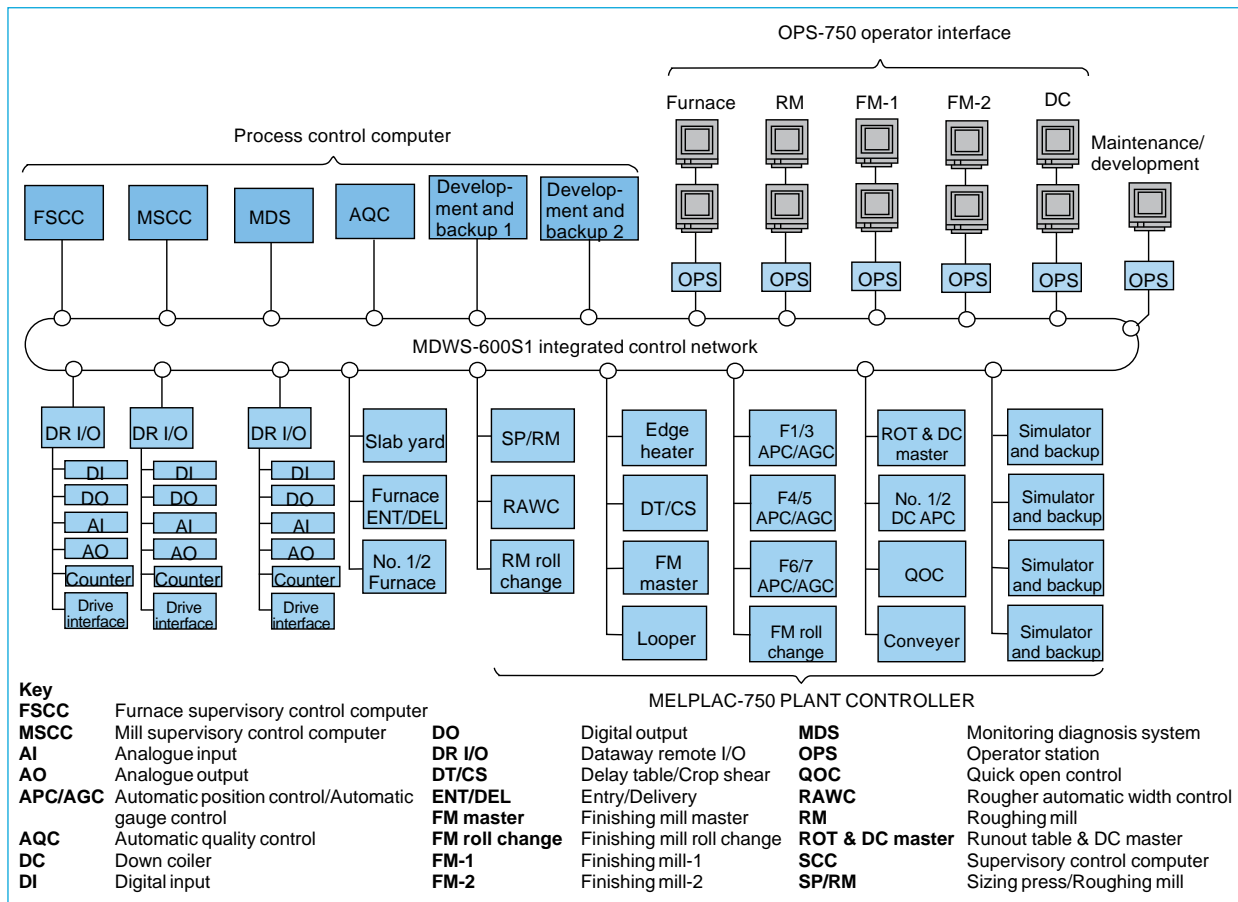 OPS-750 operator interface
Furnace
RM
FM-1
FM-2
DC
Process control computer
Maintenance/
development
FSCC
MSCC
MDS
AQC
Develop-
ment and
backup 1
Develop-
ment and
backup 2
OPS
OPS
OPS
OPS
OPS
OPS
MDWS-600S1 integrated control network
DR I/O
DI
DO
AI
AO
Counter
Drive
interface
DR I/O
DI
DO
AI
AO
Counter
Drive
interface
DR I/O
DI
DO
AI
AO
Counter
Drive
interface
Slab yard
Furnace
ENT/DEL
No. 1/2
Furnace
SP/RM
RAWC
RM roll
change
Edge
heater
DT/CS
FM
master
Looper
F1/3
APC/AGC
F4/5
APC/AGC
F6/7
APC/AGC
FM roll
change
ROT & DC
master
No. 1/2
DC APC
QOC
Conveyer
Simulator
and backup
Simulator
and backup
Simulator
and backup
Simulator
and backup
MELPLAC-750 PLANT CONTROLLER
Key
FSCC Furnace supervisory control computer
MSCC Mill supervisory control computer
AI Analogue input
AO Analogue output
APC/AGC Automatic position control/Automatic
gauge control
AQC Automatic quality control
DC Down coiler
DI Digital input
DO Digital output
DR I/O Dataway remote I/O
DT/CS Delay table/Crop shear
ENT/DEL Entry/Delivery
FM master Finishing mill master
FM roll change Finishing mill roll change
FM-1 Finishing mill-1
FM-2 Finishing mill-2
MDS Monitoring diagnosis system
OPS Operator station
QOC Quick open control
RAWC Rougher automatic width control
RM Roughing mill
ROT & DC master Runout table & DC master
SCC Supervisory control computer
SP/RM Sizing press/Roughing mill